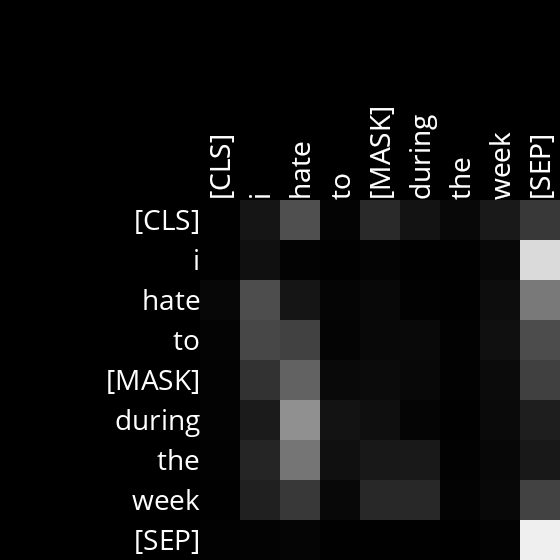 [CLS] i hate to [MASK] during the week [SEP]
[CLS]
i
hate
to
[MASK]
during
the
week
[SEP]